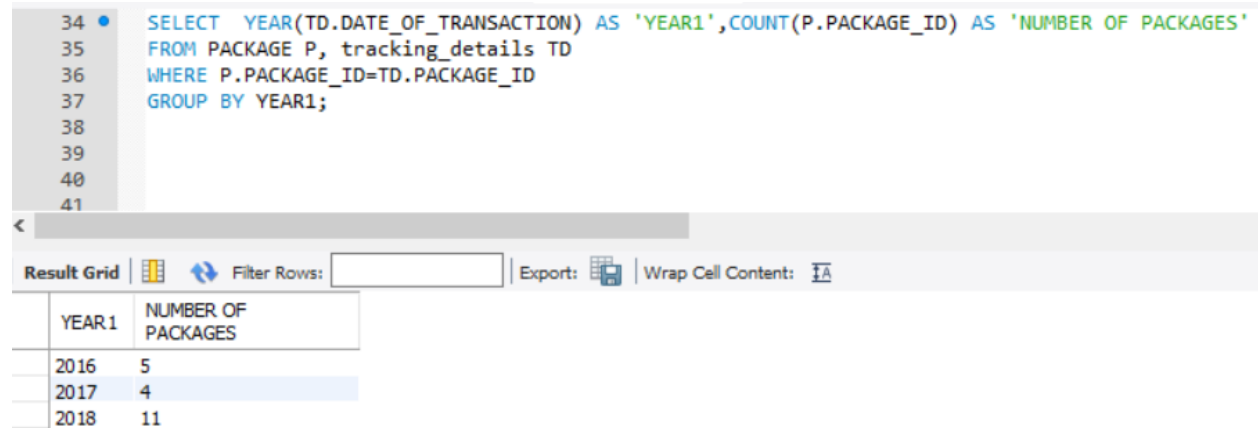 34 SELECT YEAR(TD.DATE_OF_TRANSACTION) AS 'YEAR1',COUNT(P.PACKAGE_ID) AS 'NUMBER OF PACKAGES'
35 FROM PACKAGE P, tracking_details TD
36 WHERE P.PACKAGE_ID=TD.PACKAGE_ID
37 GROUP BY YEAR1;
38
39
40
41
Result Grid Filter Rows: Export: Wrap Cell Content: IA
YEAR1 NUMBER OF
PACKAGES
2016 5
2017 4
2018 11